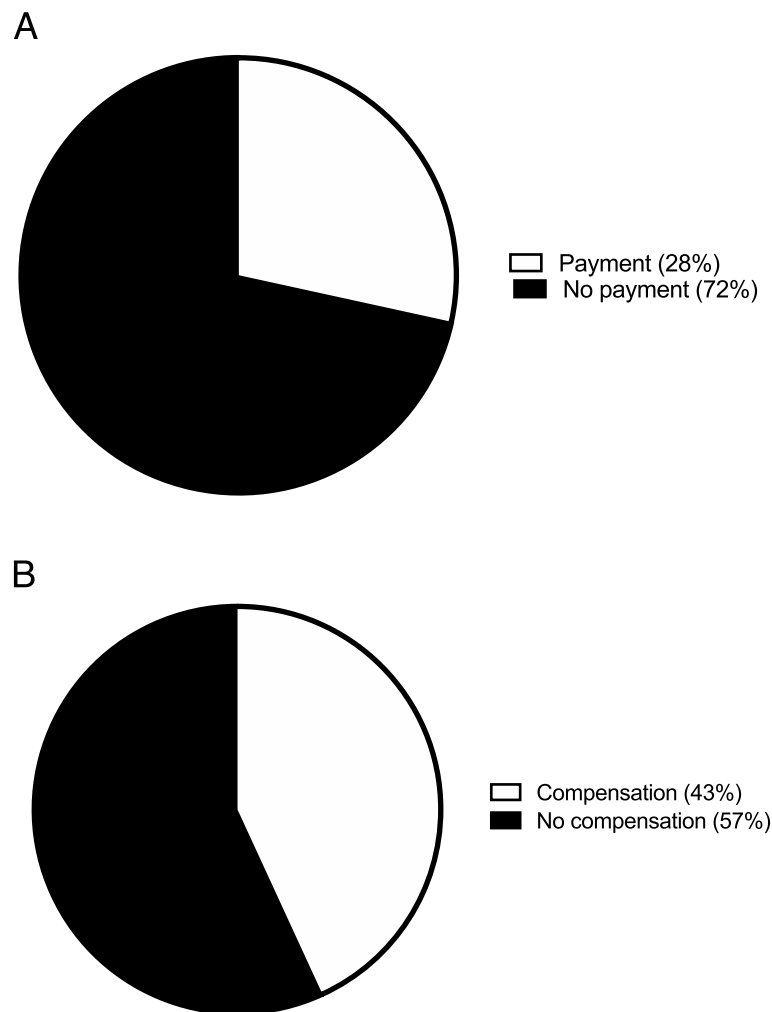 A
Payment (28%)
No payment (72%)
B
Compensation (43%)
No compensation (57%)